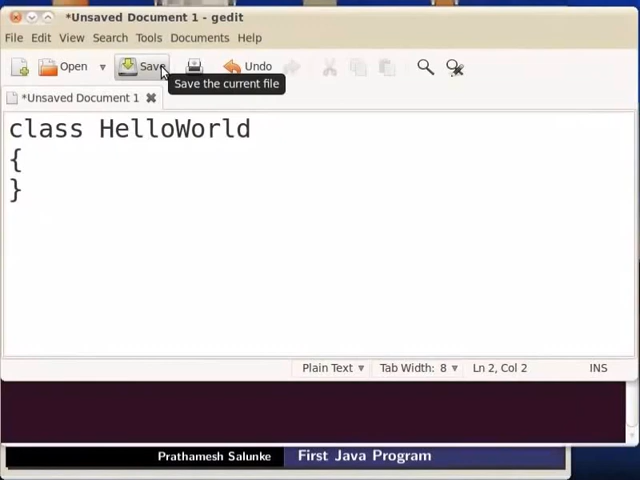 *Unsaved Document 1 - gedit
File Edit View Search Tools Documents Help
Open Save Undo
Save the current file
*Unsaved Document 1
class HelloWorld
{
}
Plain Text Tab Width: 8 Ln 2, Col 2 INS
Prathamesh Salunke First Java Program